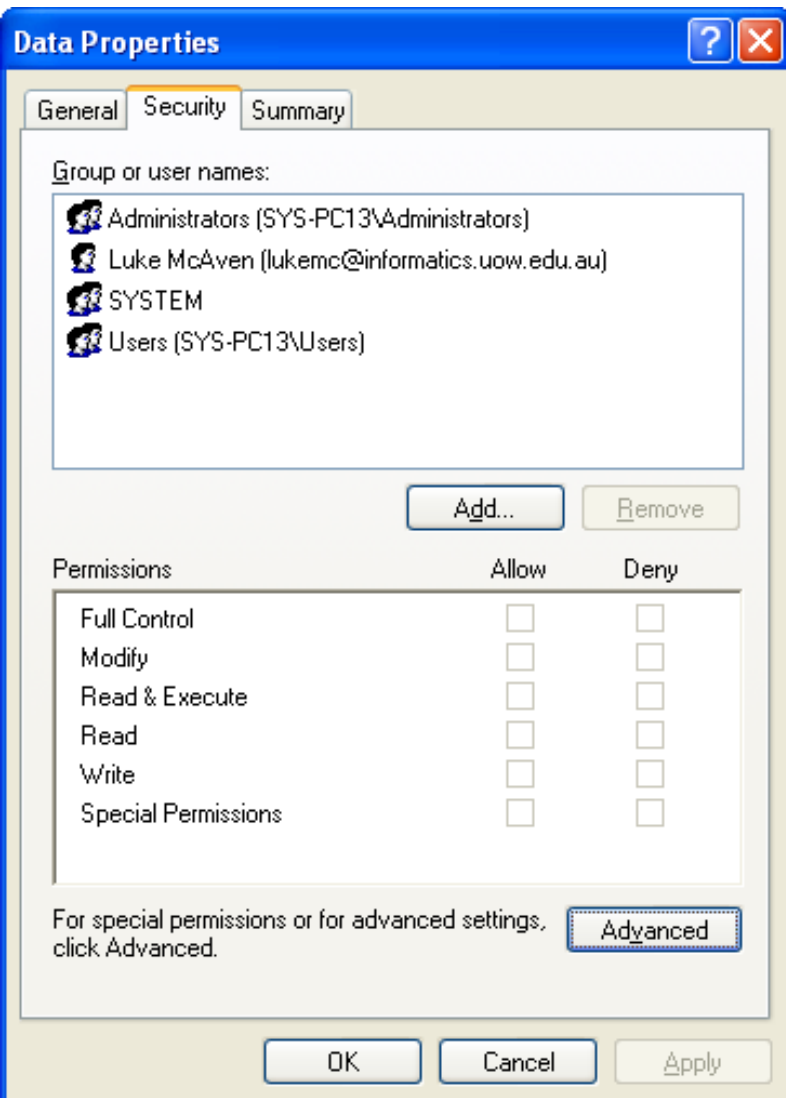 Data Properties
?
General Security Summary
Group or user names:
Administrators (SYS-PC13\Administrators)
Luke McAven (lukemc@informatics.uow.edu.au)
SYSTEM
Users (SYS-PC13\Users)
Add... Remove
Permissions Allow Deny
Full Control
Modify
Read & Execute
Read
Write
Special Permissions
For special permissions or for advanced settings,
click Advanced.
Advanced
OK Cancel Apply